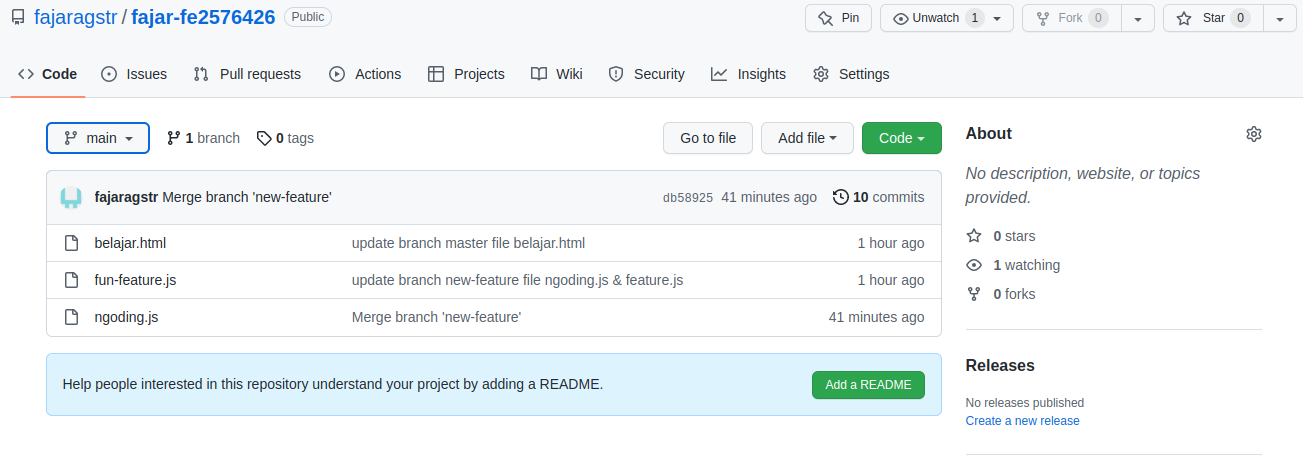 fajaragstr / fajar-fe2576426 Public Pin Unwatch 1 Fork 0 Star 0
Code Issues Pull requests Actions Projects Wiki Security Insights Settings
main 1 branch 0 tags Go to file Add file Code
fajaragstr Merge branch 'new-feature' db58925 41 minutes ago 10 commits
belajar.html update branch master file belajar.html 1 hour ago
fun-feature.js update branch new-feature file ngoding.js & feature.js 1 hour ago
ngoding.js Merge branch 'new-feature' 41 minutes ago
Help people interested in this repository understand your project by adding a README. Add a README
About
No description, website, or topics
provided.
0 stars
1 watching
0 forks
Releases
No releases published
Create a new release